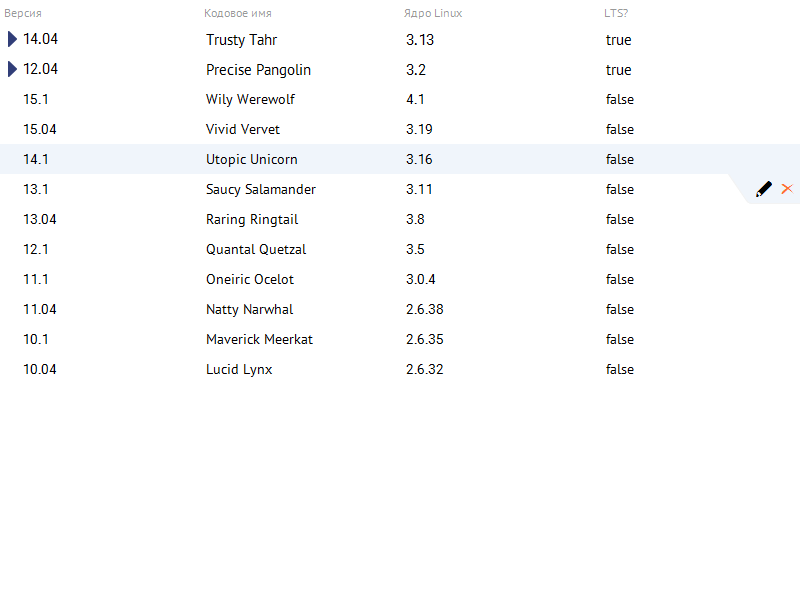 Версия Кодовое имя Ядро Linux LTS?
14.04 Trusty Tahr 3.13 true
12.04 Precise Pangolin 3.2 true
15.1 Wily Werewolf 4.1 false
15.04 Vivid Vervet 3.19 false
14.1 Utopic Unicorn 3.16 false
13.1 Saucy Salamander 3.11 false
13.04 Raring Ringtail 3.8 false
12.1 Quantal Quetzal 3.5 false
11.1 Oneiric Ocelot 3.0.4 false
11.04 Natty Narwhal 2.6.38 false
10.1 Maverick Meerkat 2.6.35 false
10.04 Lucid Lynx 2.6.32 false